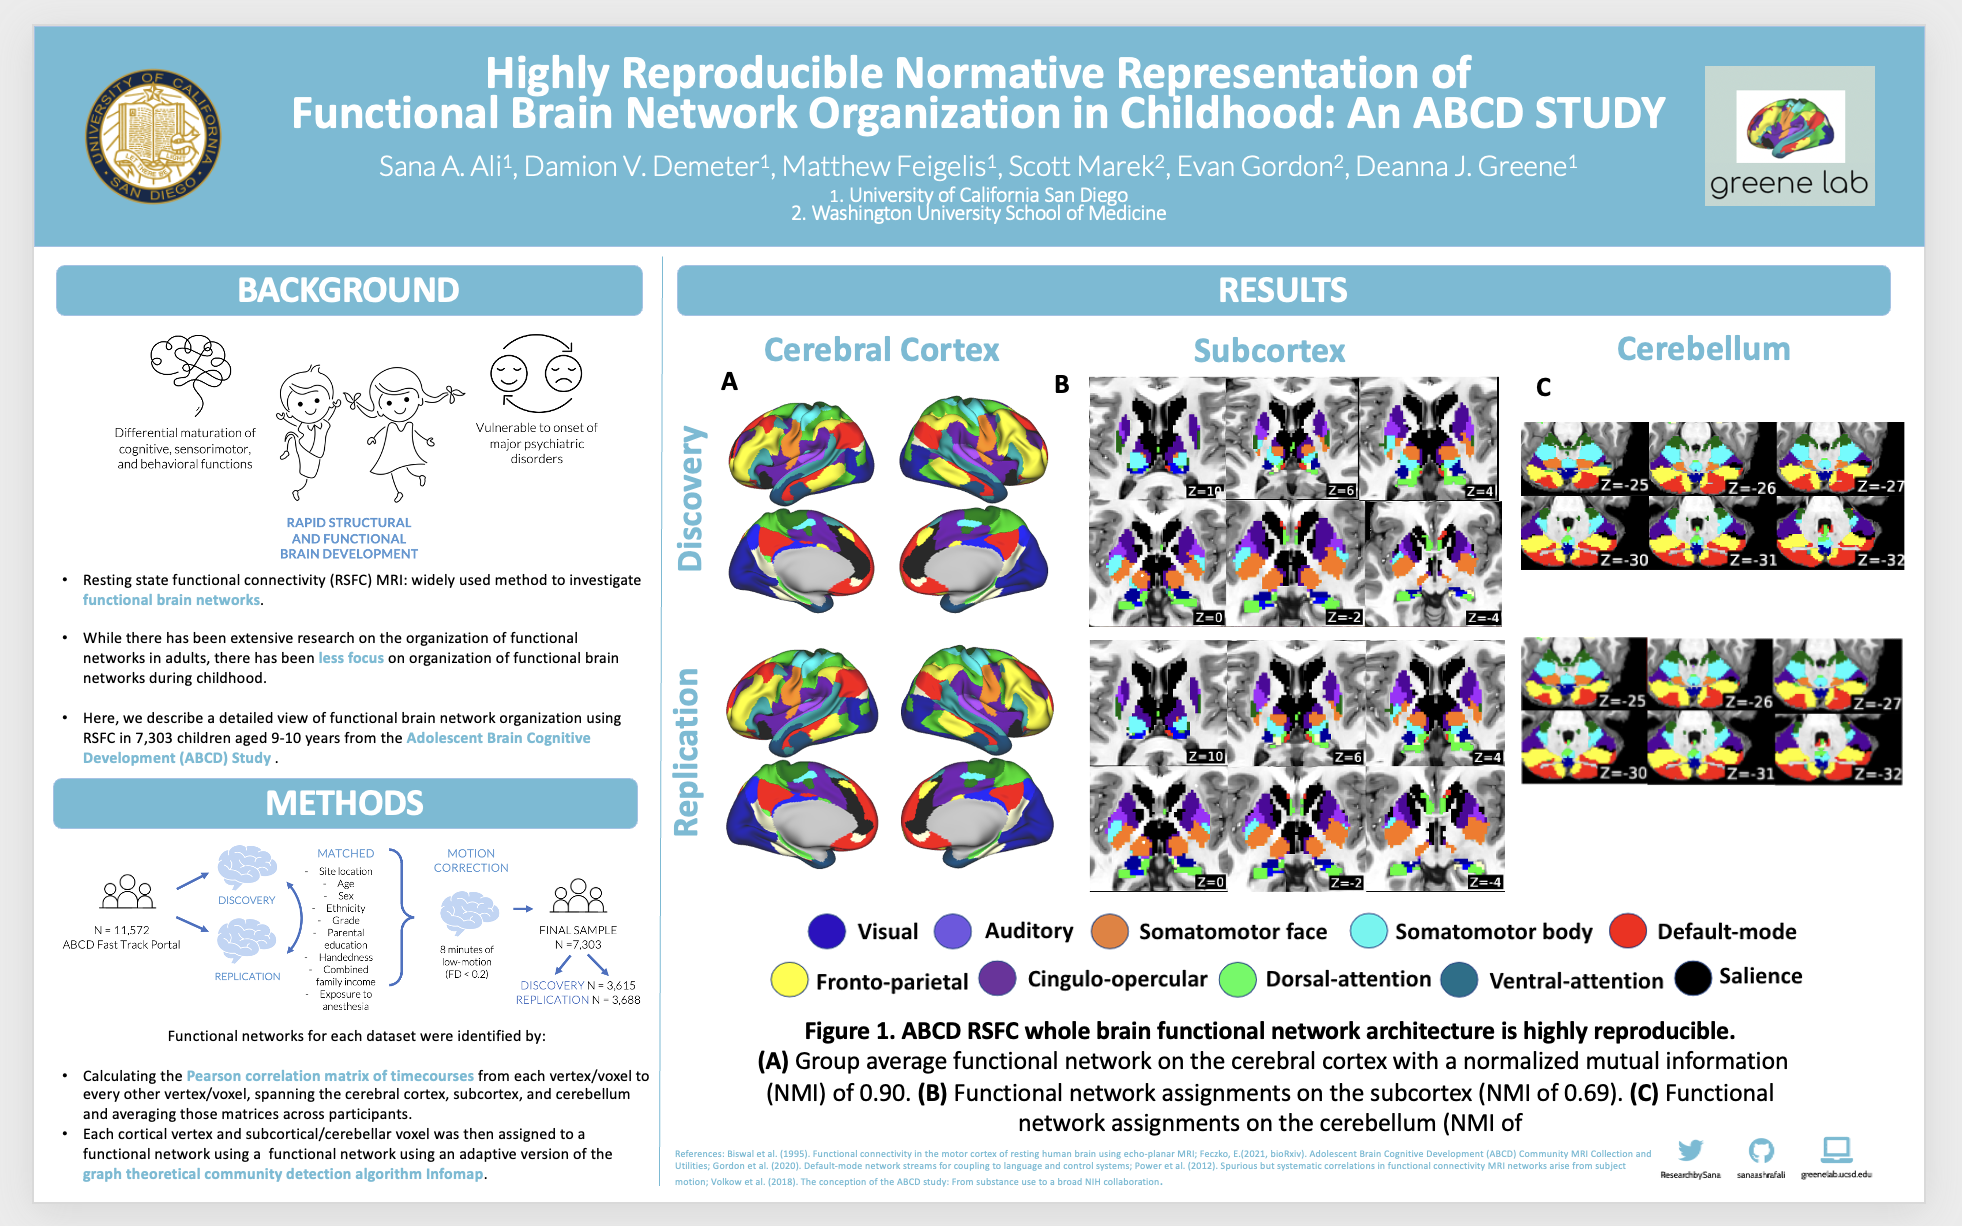 Highly Reproducible Normative Representation of
Functional Brain Network Organization in Childhood: An ABCD STUDY
Sana A. Ali¹, Damion V. Demeter¹, Matthew Feigelis¹, Scott Marek², Evan Gordon², Deanna J. Greene¹
1. University of California San Diego
2. Washington University School of Medicine
UNIVERSITY OF CALIFORNIA
SAN DIEGO
LET THERE BE LIGHT
greene lab
BACKGROUND
Differential maturation of
cognitive, sensorimotor,
and behavioral functions
Vulnerable to onset of
major psychiatric
disorders
RAPID STRUCTURAL
AND FUNCTIONAL
BRAIN DEVELOPMENT
• Resting state functional connectivity (RSFC) MRI: widely used method to investigate
functional brain networks.
• While there has been extensive research on the organization of functional
networks in adults, there has been less focus on organization of functional brain
networks during childhood.
• Here, we describe a detailed view of functional brain network organization using
RSFC in 7,303 children aged 9-10 years from the Adolescent Brain Cognitive
Development (ABCD) Study .
METHODS
N = 11,572
ABCD Fast Track Portal
DISCOVERY
REPLICATION
MATCHED
- Site location
- Age
- Sex
- Ethnicity
- Grade
- Parental
education
- Handedness
- Combined
family income
- Exposure to
anesthesia
MOTION
CORRECTION
8 minutes of
low-motion
(FD < 0.2)
FINAL SAMPLE
N =7,303
DISCOVERY N = 3,615
REPLICATION N = 3,688
Functional networks for each dataset were identified by:
• Calculating the Pearson correlation matrix of timecourses from each vertex/voxel to
every other vertex/voxel, spanning the cerebral cortex, subcortex, and cerebellum
and averaging those matrices across participants.
• Each cortical vertex and subcortical/cerebellar voxel was then assigned to a
functional network using a  functional network using an adaptive version of the
graph theoretical community detection algorithm Infomap.
RESULTS
Cerebral Cortex
Subcortex
Cerebellum
A
B
C
Discovery
Z=10
Z=6
Z=4
Z=0
Z=-2
Z=-4
Z=-25
Z=-26
Z=-27
Z=-30
Z=-31
Z=-32
Replication
Z=10
Z=6
Z=4
Z=0
Z=-2
Z=-4
Z=-25
Z=-26
Z=-27
Z=-30
Z=-31
Z=-32
Visual
Auditory
Somatomotor face
Somatomotor body
Default-mode
Fronto-parietal
Cingulo-opercular
Dorsal-attention
Ventral-attention
Salience
Figure 1. ABCD RSFC whole brain functional network architecture is highly reproducible.
(A) Group average functional network on the cerebral cortex with a normalized mutual information
(NMI) of 0.90. (B) Functional network assignments on the subcortex (NMI of 0.69). (C) Functional
network assignments on the cerebellum (NMI of
References: Biswal et al. (1995). Functional connectivity in the motor cortex of resting human brain using echo-planar MRI; Feczko, E.(2021, bioRxiv). Adolescent Brain Cognitive Development (ABCD) Community MRI Collection and
Utilities; Gordon et al. (2020). Default-mode network streams for coupling to language and control systems; Power et al. (2012). Spurious but systematic correlations in functional connectivity MRI networks arise from subject
motion; Volkow et al. (2018). The conception of the ABCD study: From substance use to a broad NIH collaboration.
ResearchbySana
sanaashrafali
greenelab.ucsd.edu